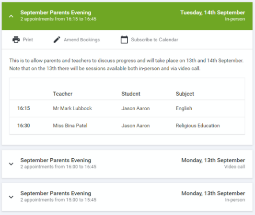 September Parents Evening
Tuesday, 14th September
2 appointments from 16:15 to 16:45
In-person
Print
Amend Bookings
Subscribe to Calendar
This is to allow parents and teachers to discuss progress and will take place on 13th and 14th September.
Note that on the 13th there will be sessions available both in-person and via video call.
Teacher Student Subject
16:15 Mr Mark Lubbock Jason Aaron English
16:30 Miss Bina Patel Jason Aaron Religious Education
September Parents Evening
Monday, 13th September
2 appointments from 16:00 to 16:45
Video call
September Parents Evening
Monday, 13th September
2 appointments from 15:00 to 16:45
In-person